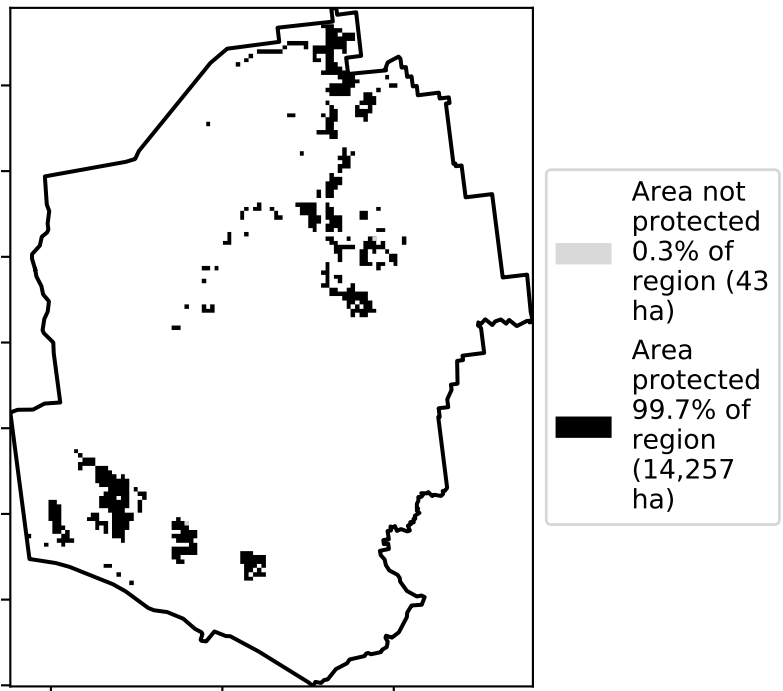 Area not
protected
0.3% of
region (43
ha)
Area
protected
99.7% of
region
(14,257
ha)